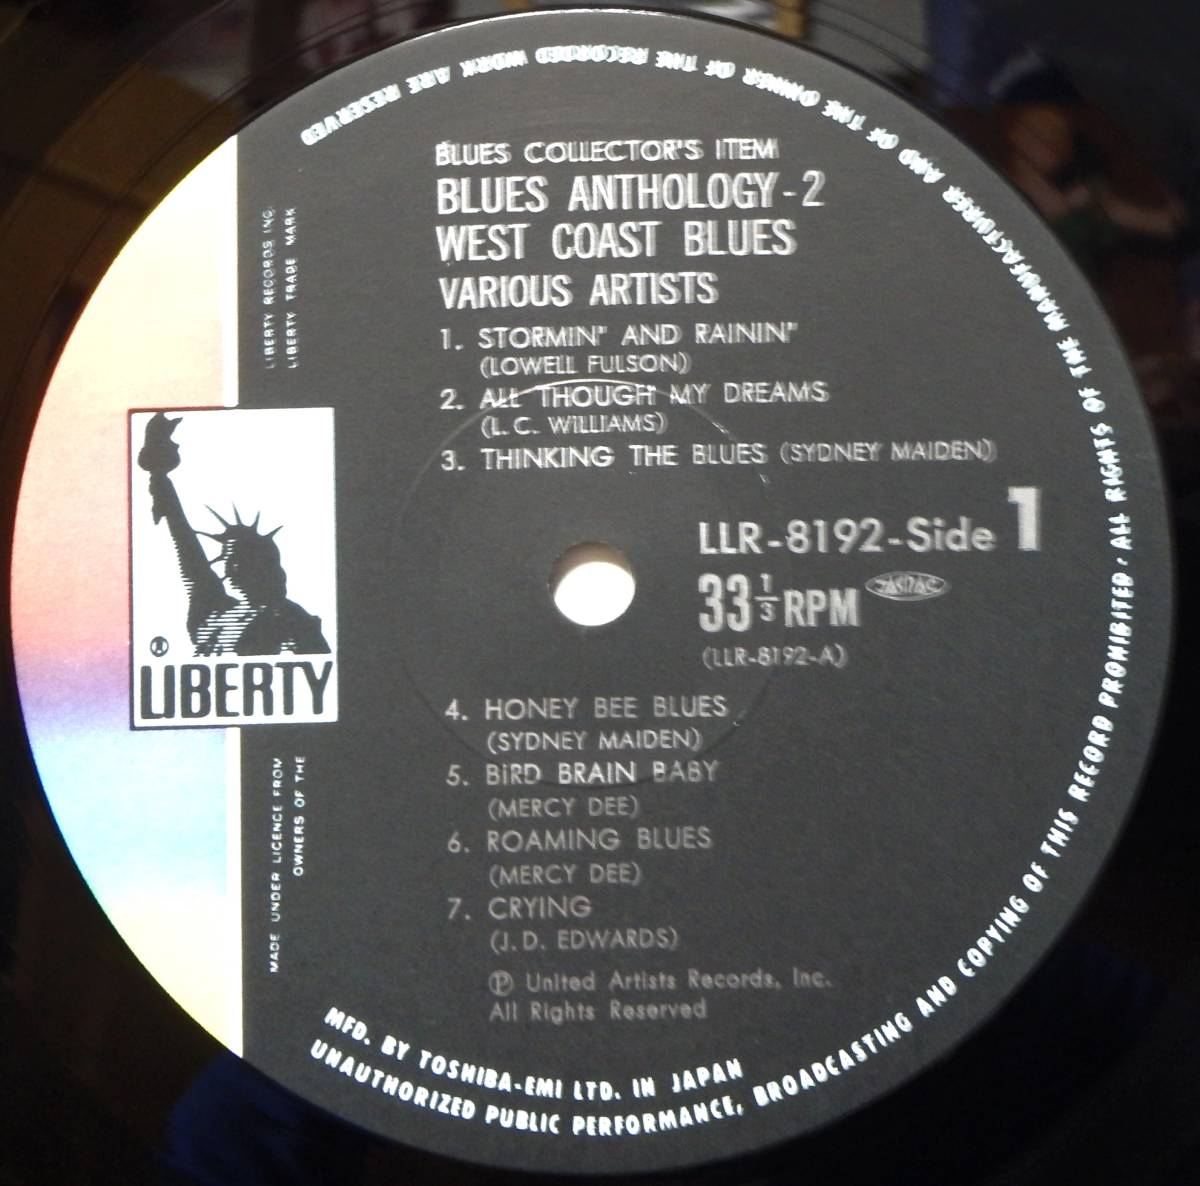 BLUES COLLECTOR'S ITEM
BLUES ANTHOLOGY-2
WEST COAST BLUES
VARIOUS ARTISTS
1. STORMIN" AND RAININ"
(LOWELL FULSON)
2. ALL THOUGH MY DREAMS
(L. C. WILLIAMS)
3. THINKING THE BLUES (SYDNEY MAIDEN)
LLR-8192-Side 1
33 1/3 RPM
JASRAC
(LLR-8192-A)
4. HONEY BEE BLUES
(SYDNEY MAIDEN)
5. BIRD BRAIN BABY
(MERCY DEE)
6. ROAMING BLUES
(MERCY DEE)
7. CRYING
(J. D. EDWARDS)
Ⓟ United Artists Records, Inc.
All Rights Reserved
LIBERTY RECORDS INC.
LIBERTY TRADE MARK
LIBERTY
MADE UNDER LICENCE FROM
OWNERS OF THE
MFD. BY TOSHIBA-EMI LTD. IN JAPAN
UNAUTHORIZED PUBLIC PERFORMANCE, BROADCASTING AND COPYING OF THIS RECORD PROHIBITED · ALL RIGHTS OF THE MANUFACTURER AND OF THE OWNER OF THE RECORDED WORK ARE RESERVED